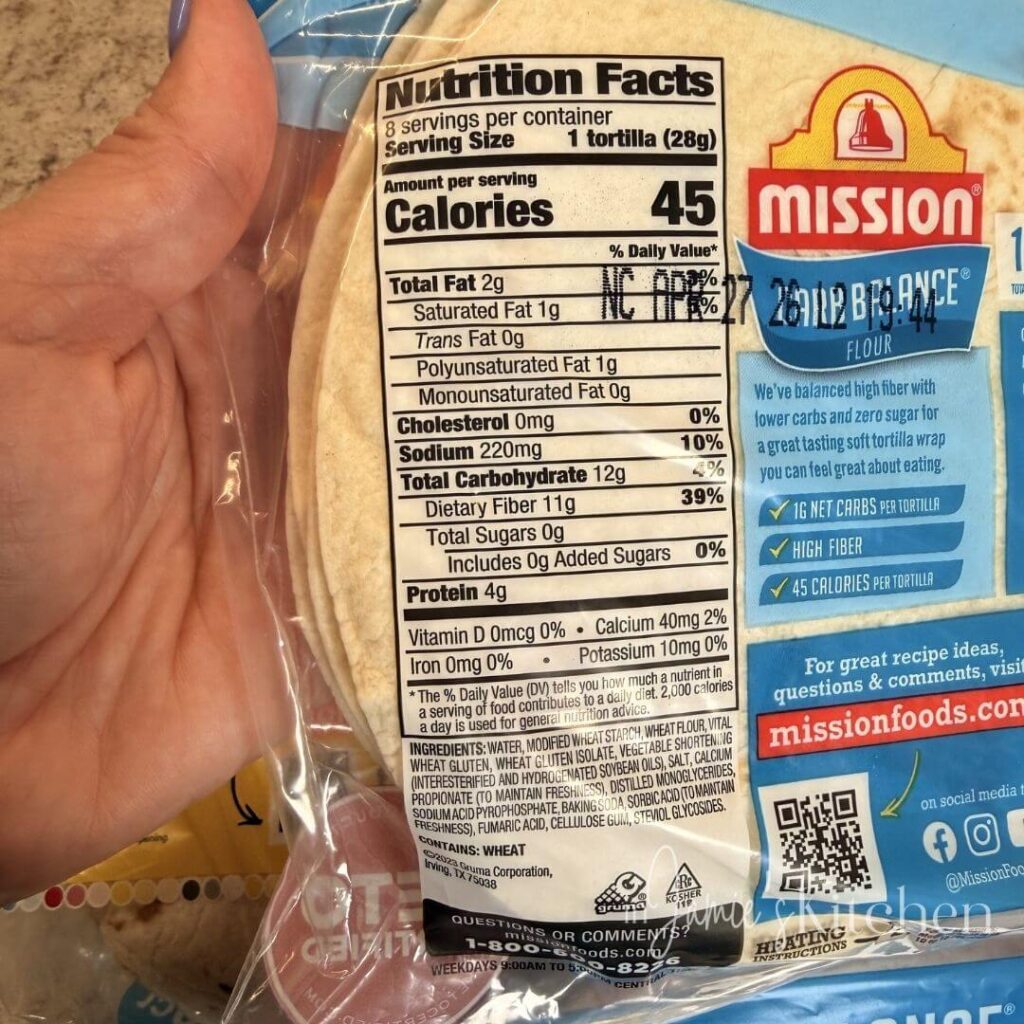 Nutrition Facts
8 servings per container
Serving Size 1 tortilla (28g)
Amount per serving
Calories 45
% Daily Value*
Total Fat 2g
Saturated Fat 1g
Trans Fat 0g
Polyunsaturated Fat 1g
Monounsaturated Fat 0g
Cholesterol 0mg 0%
Sodium 220mg 10%
Total Carbohydrate 12g 4%
Dietary Fiber 11g 39%
Total Sugars 0g
Includes 0g Added Sugars 0%
Protein 4g
Vitamin D 0mcg 0% • Calcium 40mg 2%
Iron 0mg 0% • Potassium 10mg 0%
*The % Daily Value (DV) tells you how much a nutrient in
a serving of food contributes to a daily diet. 2,000 calories
a day is used for general nutrition advice.
INGREDIENTS: WATER, MODIFIED WHEAT STARCH, WHEAT FLOUR, VITAL
WHEAT GLUTEN, WHEAT GLUTEN ISOLATE, VEGETABLE SHORTENING
(INTERESTERIFIED AND HYDROGENATED SOYBEAN OILS), SALT, CALCIUM
PROPIONATE (TO MAINTAIN FRESHNESS), DISTILLED MONOGLYCERIDES,
SODIUM ACID PYROPHOSPHATE, BAKING SODA, SORBIC ACID (TO MAINTAIN
FRESHNESS), FUMARIC ACID, CELLULOSE GUM, STEVIOL GLYCOSIDES.
CONTAINS: WHEAT
©2023 Gruma Corporation,
Irving, TX 75038
gruma®
KOSHER
QUESTIONS OR COMMENTS?
WEEKDAYS 9:00AM TO
NC APR 27 26 L2 19:44
MISSION®
BALANCE®
FLOUR
We've balanced high fiber with
lower carbs and zero sugar for
a great tasting soft tortilla wrap
you can feel great about eating.
1G NET CARBS PER TORTILLA
HIGH FIBER
45 CALORIES PER TORTILLA
For great recipe ideas,
questions & comments, visit
missionfoods.com
on social media
@MissionFoo
HEATING
INSTRUCTIONS
in Jamie's Kitchen